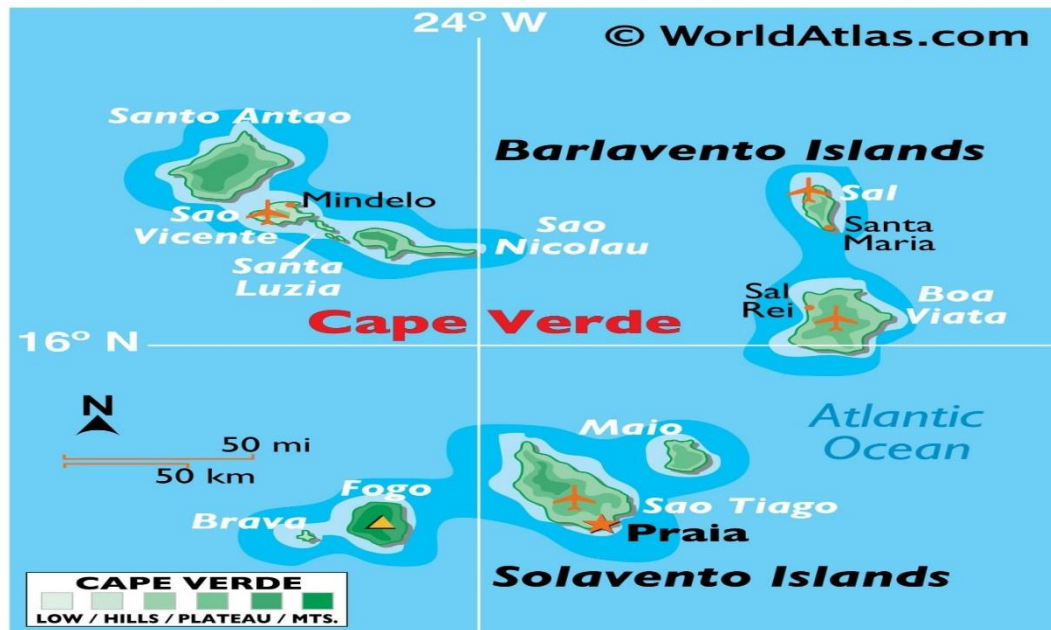 24° W
© WorldAtlas.com
Santo Antao
Barlavento Islands
Sal
Mindelo
Santa
Maria
Sao
Vicente
Sao
Nicolau
Santa
Luzia
Sal
Rei
Boa
Viata
Cape Verde
16° N
N
50 mi
50 km
Atlantic
Ocean
Maio
Fogo
Brava
Sao Tiago
Praia
Solavento Islands
CAPE VERDE
LOW / HILLS / PLATEAU / MTS.